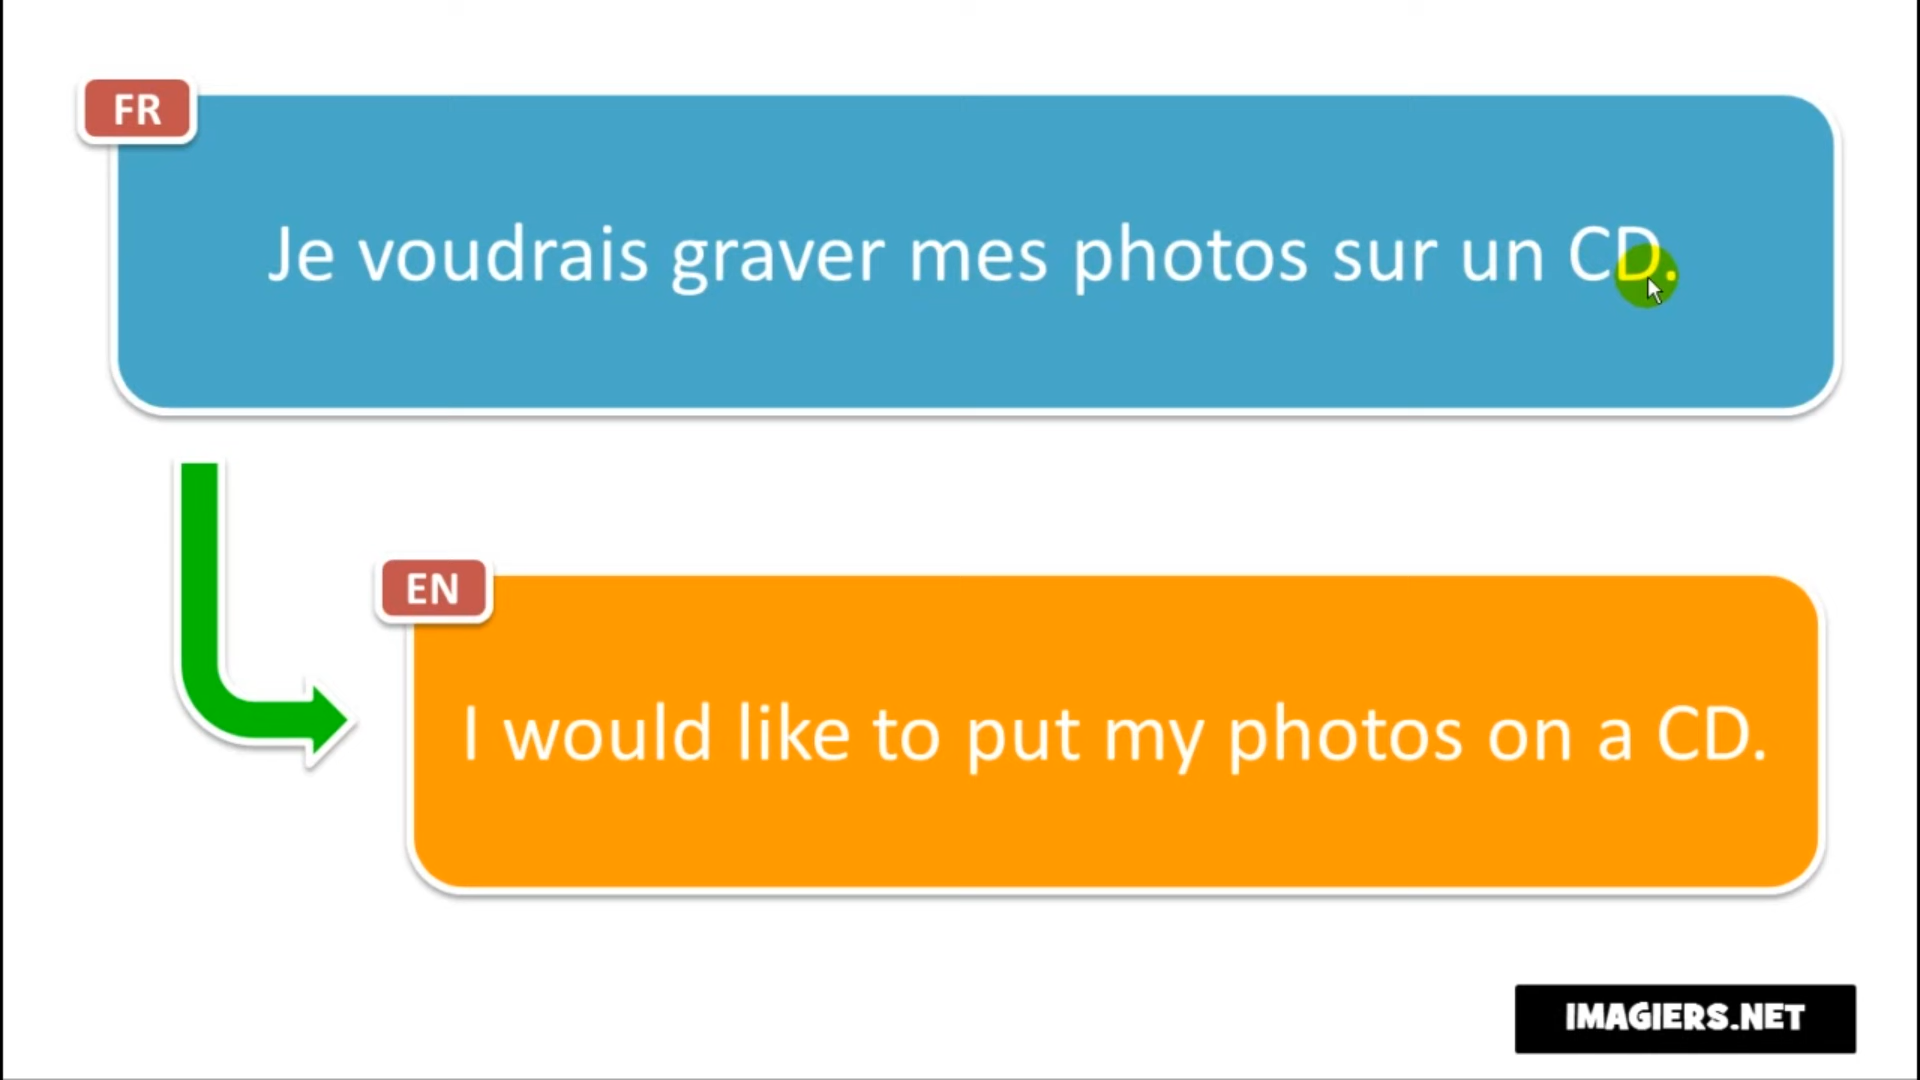 FR
Je voudrais graver mes photos sur un CD.
EN
I would like to put my photos on a CD.
IMAGIERS.NET